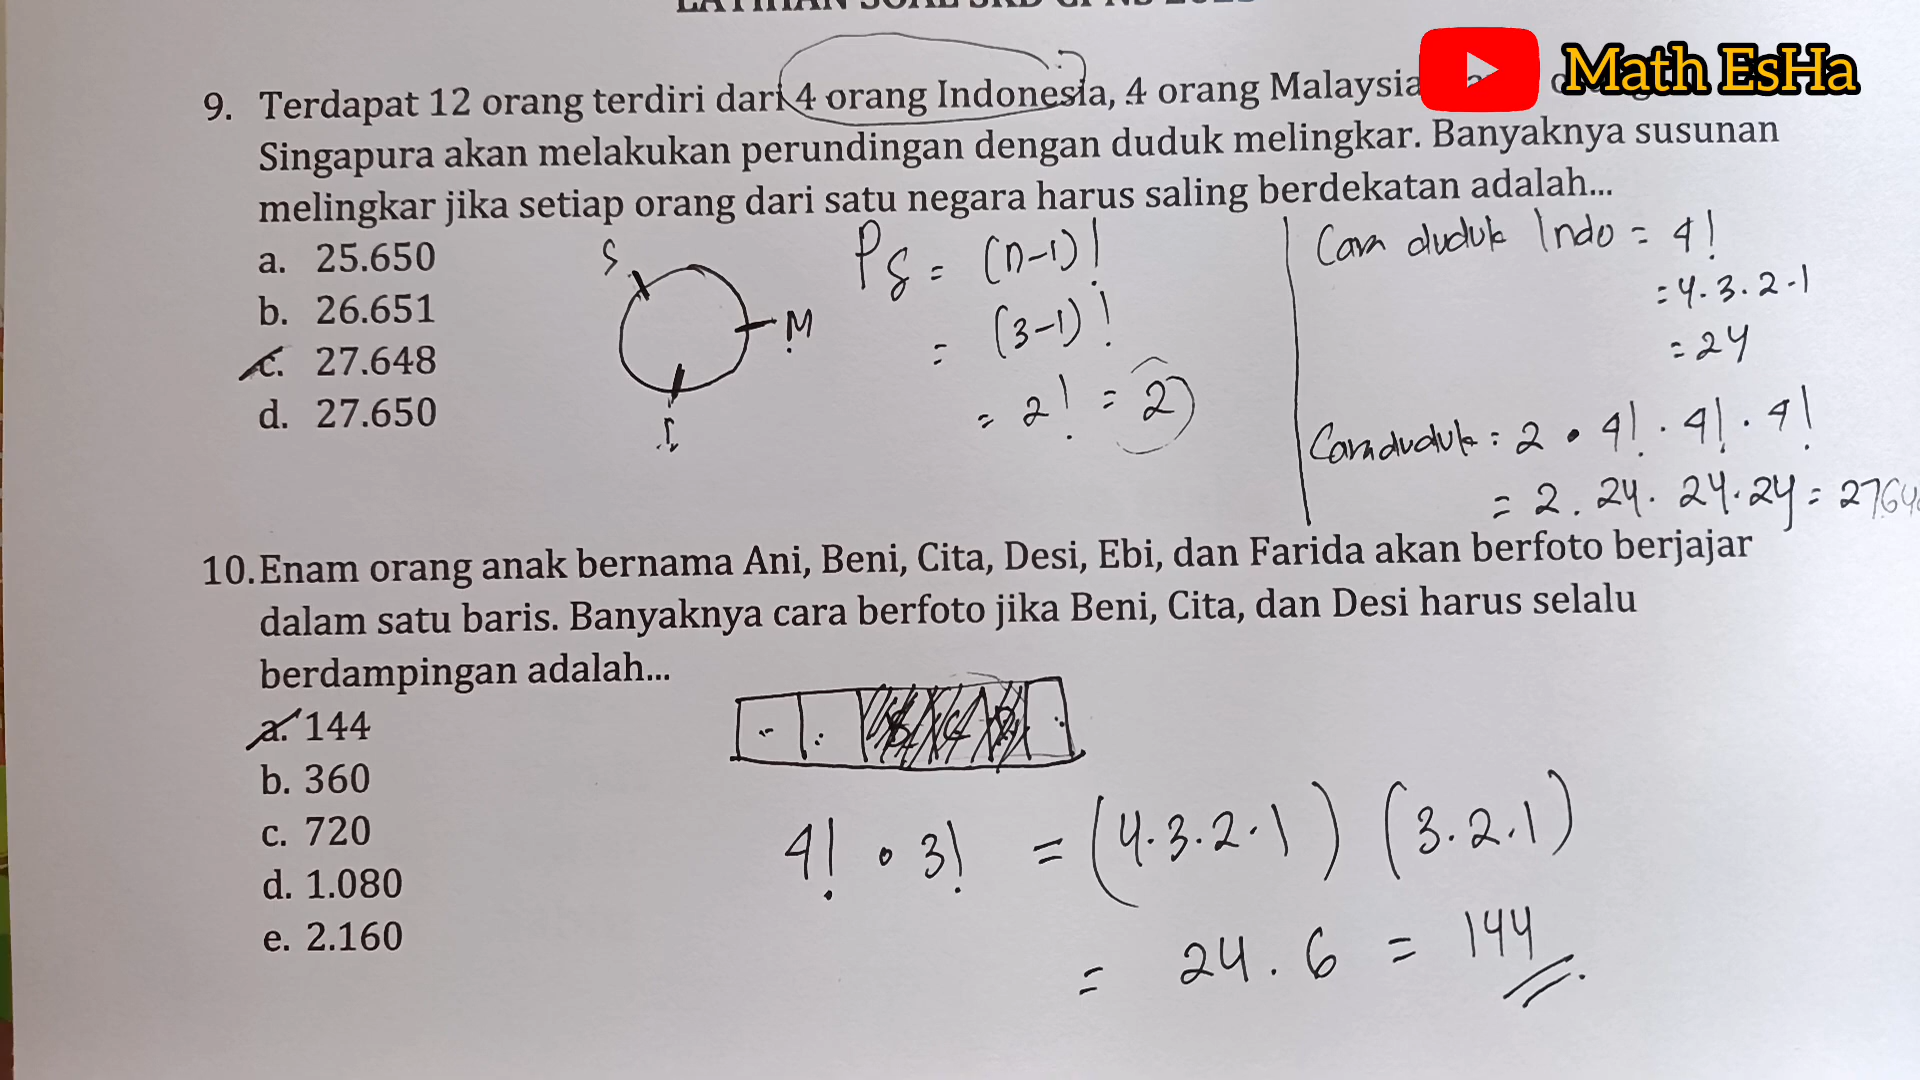 Math EsHa
9. Terdapat 12 orang terdiri dari 4 orang Indonesia, 4 orang Malaysia
Singapura akan melakukan perundingan dengan duduk melingkar. Banyaknya susunan
melingkar jika setiap orang dari satu negara harus saling berdekatan adalah...
a. 25.650
b. 26.651
c. 27.648
d. 27.650
S
M
I
Ps = (n-1)!
= (3-1)!
= 2! = 2
Cara duduk Indo = 4!
= 4.3.2.1
= 24
Cara duduk = 2 • 4! . 4! . 4!
= 2. 24. 24. 24 = 2764
10. Enam orang anak bernama Ani, Beni, Cita, Desi, Ebi, dan Farida akan berfoto berjajar
dalam satu baris. Banyaknya cara berfoto jika Beni, Cita, dan Desi harus selalu
berdampingan adalah...
a. 144
b. 360
c. 720
d. 1.080
e. 2.160
B C D
4! • 3! = (4.3.2.1) (3.2.1)
= 24 . 6 = 144